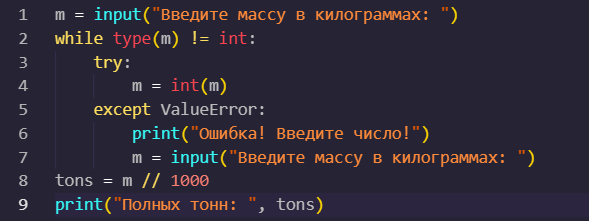 1 m = input("Введите массу в килограммах: ")
2 while type(m) != int:
3     try:
4         m = int(m)
5     except ValueError:
6         print("Ошибка! Введите число!")
7         m = input("Введите массу в килограммах: ")
8 tons = m // 1000
9 print("Полных тонн: ", tons)